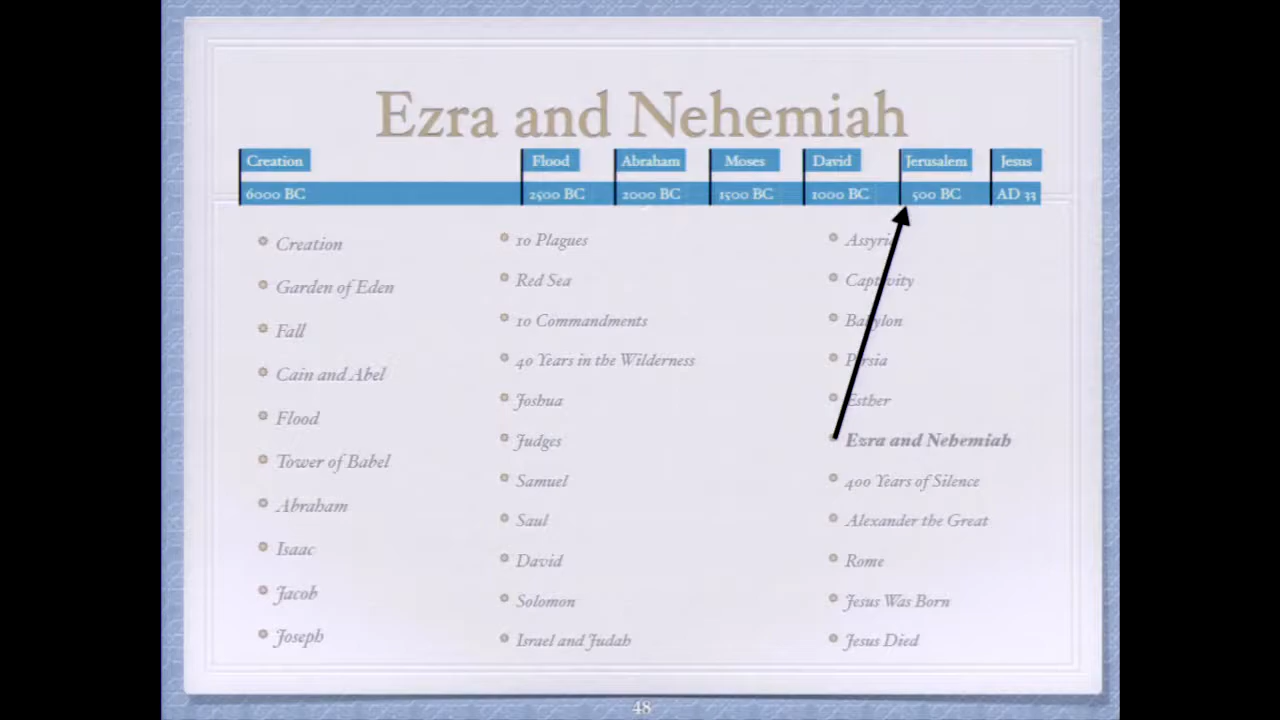 Ezra and Nehemiah
Creation Flood Abraham Moses David Jerusalem Jesus
6000 BC 2500 BC 2000 BC 1500 BC 1000 BC 500 BC AD 33
Creation
Garden of Eden
Fall
Cain and Abel
Flood
Tower of Babel
Abraham
Isaac
Jacob
Joseph
10 Plagues
Red Sea
10 Commandments
40 Years in the Wilderness
Joshua
Judges
Samuel
Saul
David
Solomon
Israel and Judah
Assyria
Captivity
Babylon
Persia
Esther
Ezra and Nehemiah
400 Years of Silence
Alexander the Great
Rome
Jesus Was Born
Jesus Died
48